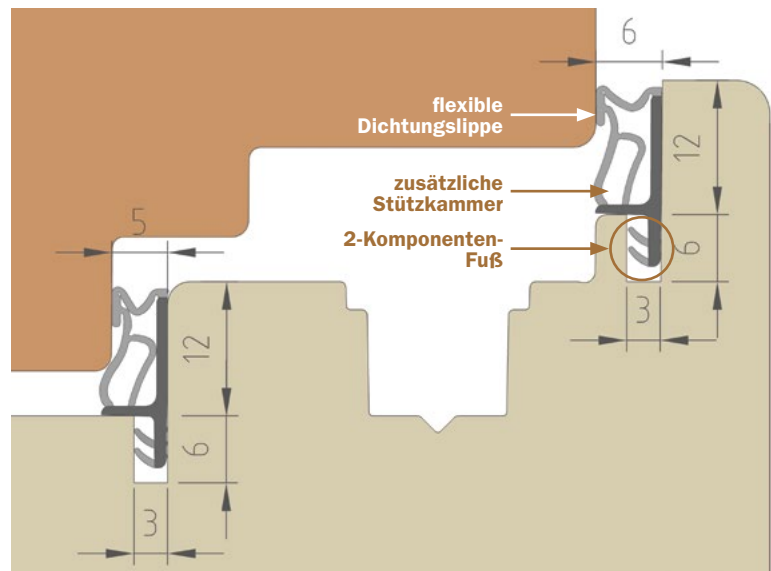 6
flexible
Dichtungslippe
12
zusätzliche
Stützkammer
5
2-Komponenten-
Fuß
6
3
12
6
3